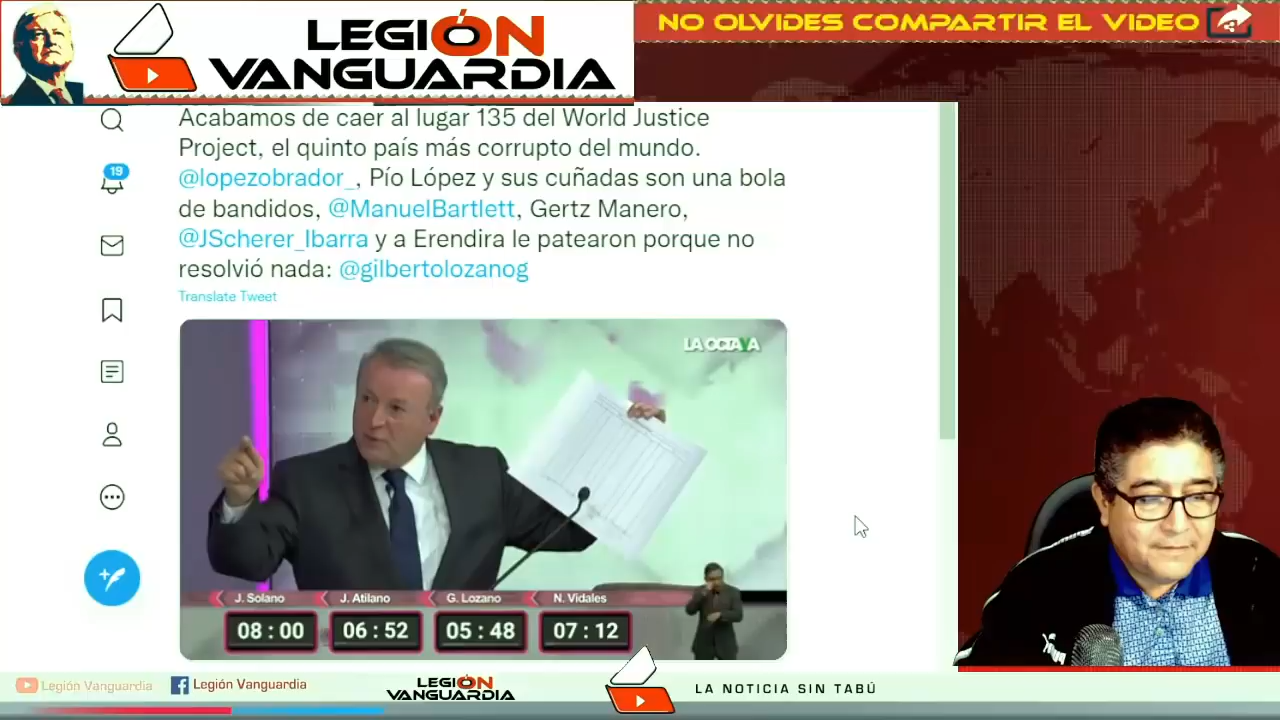 LEGIÓN
VANGUARDIA
NO OLVIDES COMPARTIR EL VIDEO
Acabamos de caer al lugar 135 del World Justice
Project, el quinto país más corrupto del mundo.
@lopezobrador_, Pío López y sus cuñadas son una bola
de bandidos, @ManuelBartlett, Gertz Manero,
@JScherer_Ibarra y a Erendira le patearon porque no
resolvió nada: @gilbertolozanog
Translate Tweet
19
LA OCTAVA
J. Solano J. Atilano G. Lozano N. Vidales
08:00 06:52 05:48 07:12
Legión Vanguardia Legión Vanguardia LEGIÓN
VANGUARDIA
LA NOTICIA SIN TABÚ